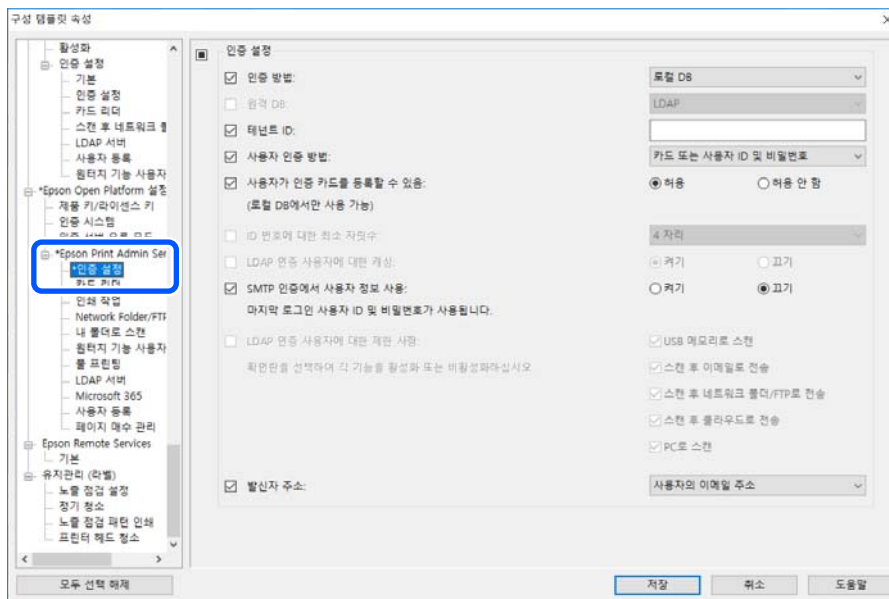 구성 템플릿 속성
활성화
인증 설정
기본
인증 설정
카드 리더
스캔 후 네트워크 폴
LDAP 서버
사용자 등록
원터치 기능 사용자
*Epson Open Platform 설정
제품 키/라이센스 키
인증 시스템
인증 서버 오류 모드
*Epson Print Admin Ser
*인증 설정
카드 리더
인쇄 작업
Network Folder/FTP
내 폴더로 스캔
원터치 기능 사용자
풀 프린팅
LDAP 서버
Microsoft 365
사용자 등록
페이지 매수 관리
Epson Remote Services
기본
유지관리 (라벨)
노즐 점검 설정
정기 청소
노즐 점검 패턴 인쇄
프린터 헤드 청소
모두 선택 해제
인증 설정
인증 방법: 로컬 DB
원격 DB: LDAP
테넌트 ID:
사용자 인증 방법: 카드 또는 사용자 ID 및 비밀번호
사용자가 인증 카드를 등록할 수 있음: 허용 허용 안 함
(로컬 DB에서만 사용 가능)
ID 번호에 대한 최소 자릿수: 4 자리
LDAP 인증 사용자에 대한 캐싱: 켜기 끄기
SMTP 인증에서 사용자 정보 사용: 켜기 끄기
마지막 로그인 사용자 ID 및 비밀번호가 사용됩니다.
LDAP 인증 사용자에 대한 제한 사항: USB 메모리로 스캔
확인란을 선택하여 각 기능을 활성화 또는 비활성화하십시오 스캔 후 이메일로 전송
스캔 후 네트워크 폴더/FTP로 전송
스캔 후 클라우드로 전송
PC로 스캔
발신자 주소: 사용자의 이메일 주소
저장 취소 도움말